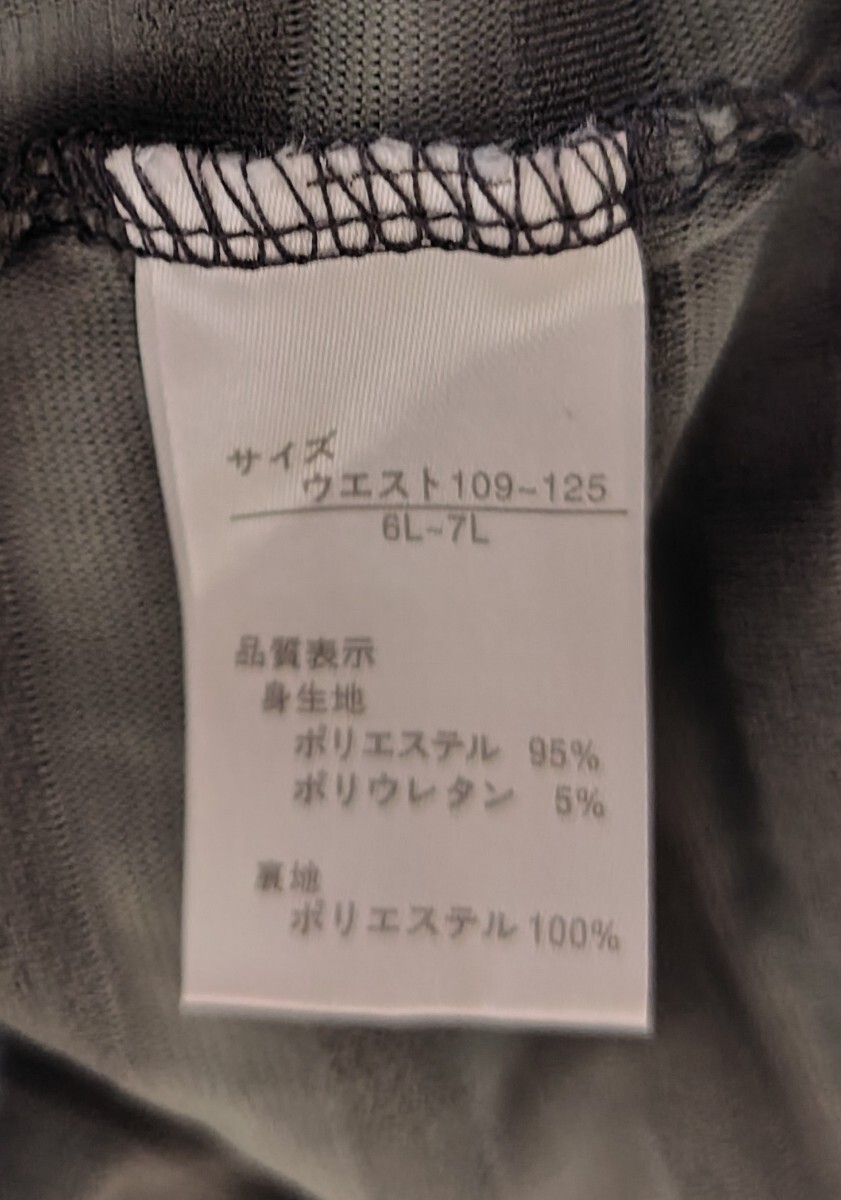 サイズ
ウエスト109~125
6L~7L
品質表示
身生地
ポリエステル 95%
ポリウレタン 5%
裏地
ポリエステル 100%